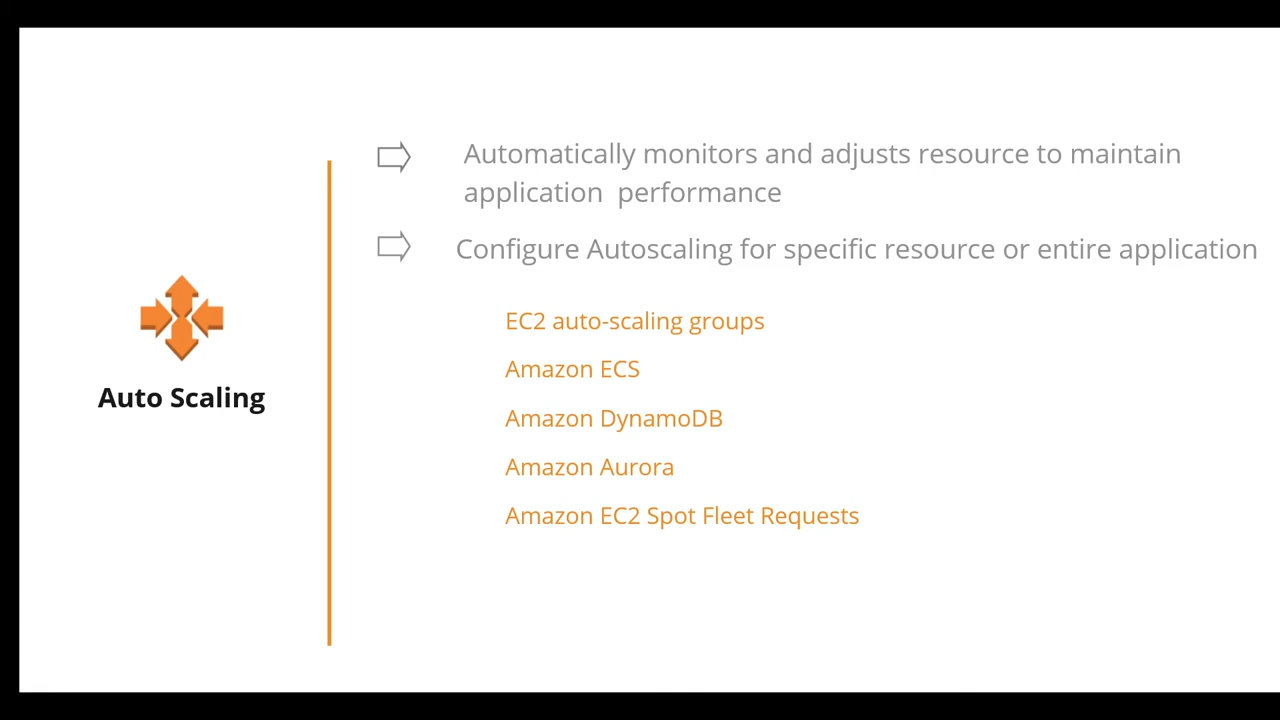 Automatically monitors and adjusts resource to maintain
application  performance
Configure Autoscaling for specific resource or entire application
EC2 auto-scaling groups
Amazon ECS
Amazon DynamoDB
Amazon Aurora
Amazon EC2 Spot Fleet Requests
Auto Scaling